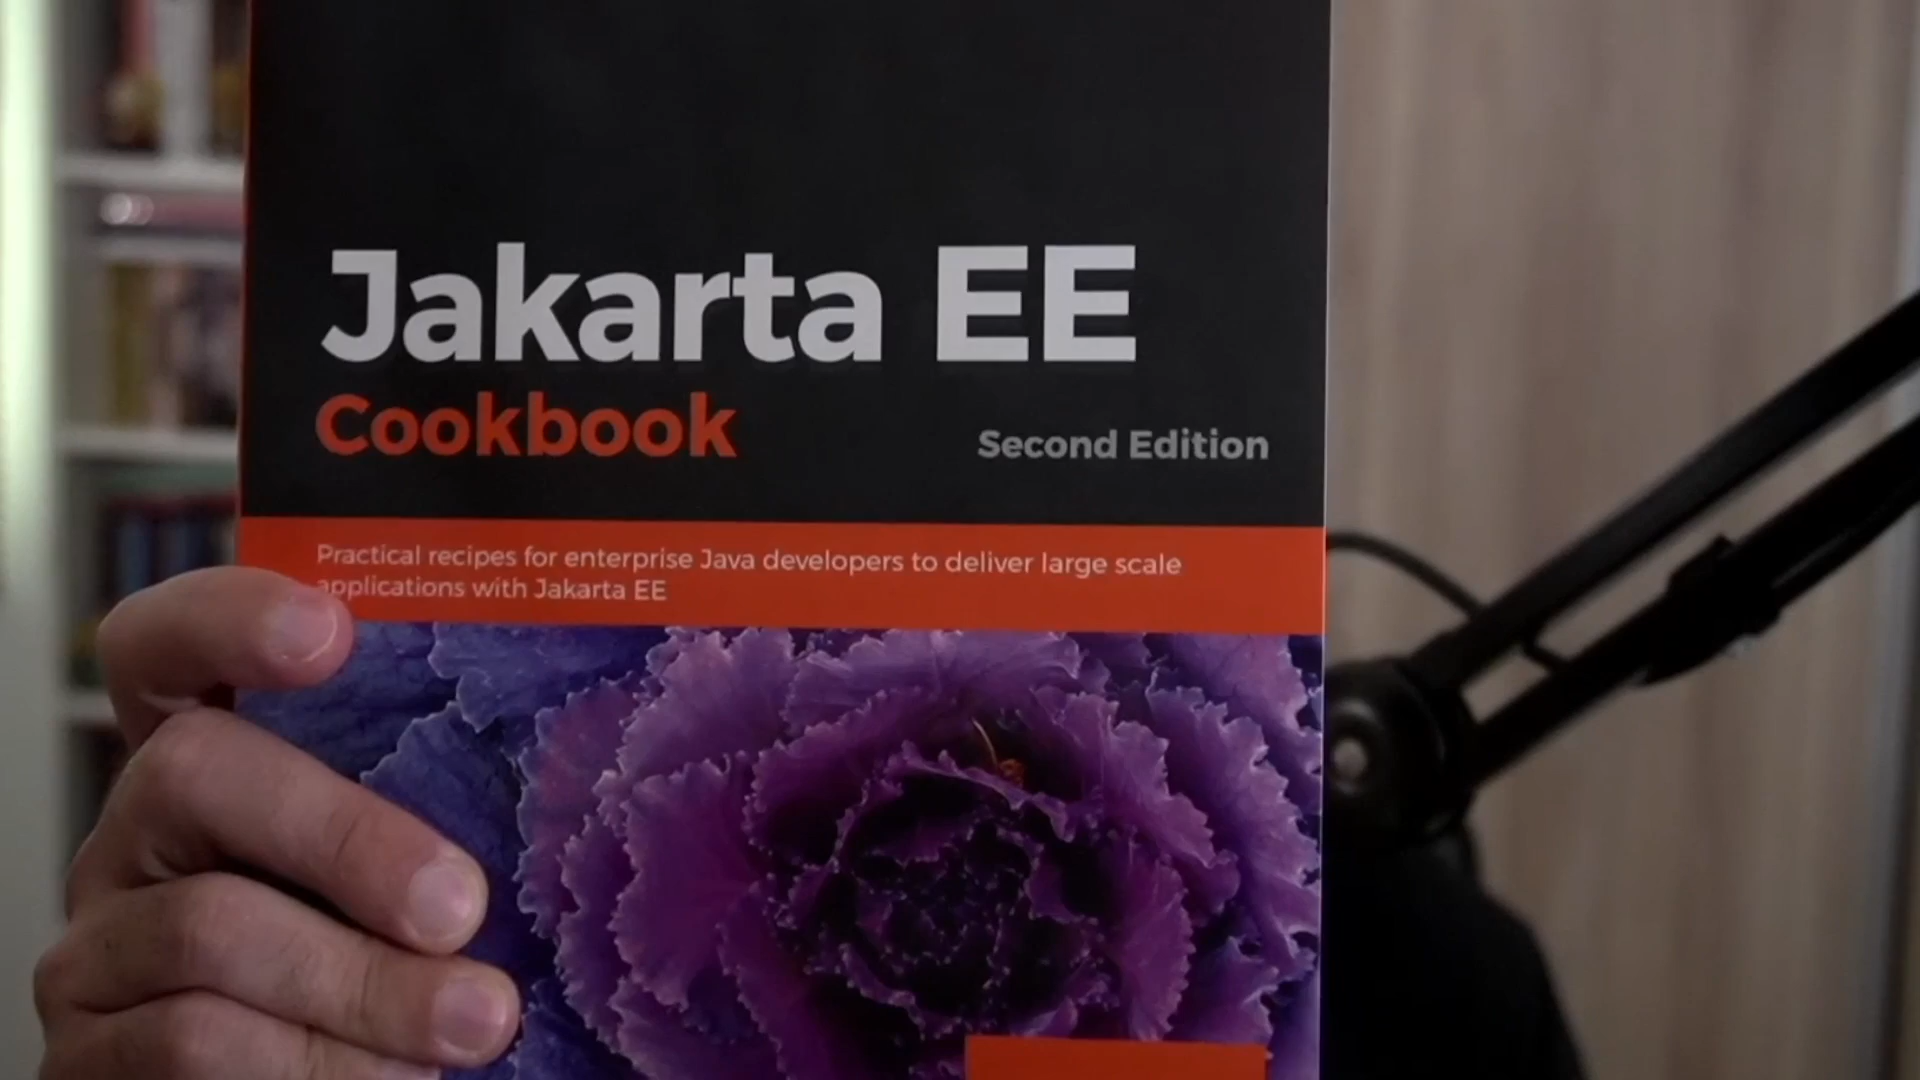 Jakarta EE
Cookbook
Second Edition
Practical recipes for enterprise Java developers to deliver large scale
applications with Jakarta EE